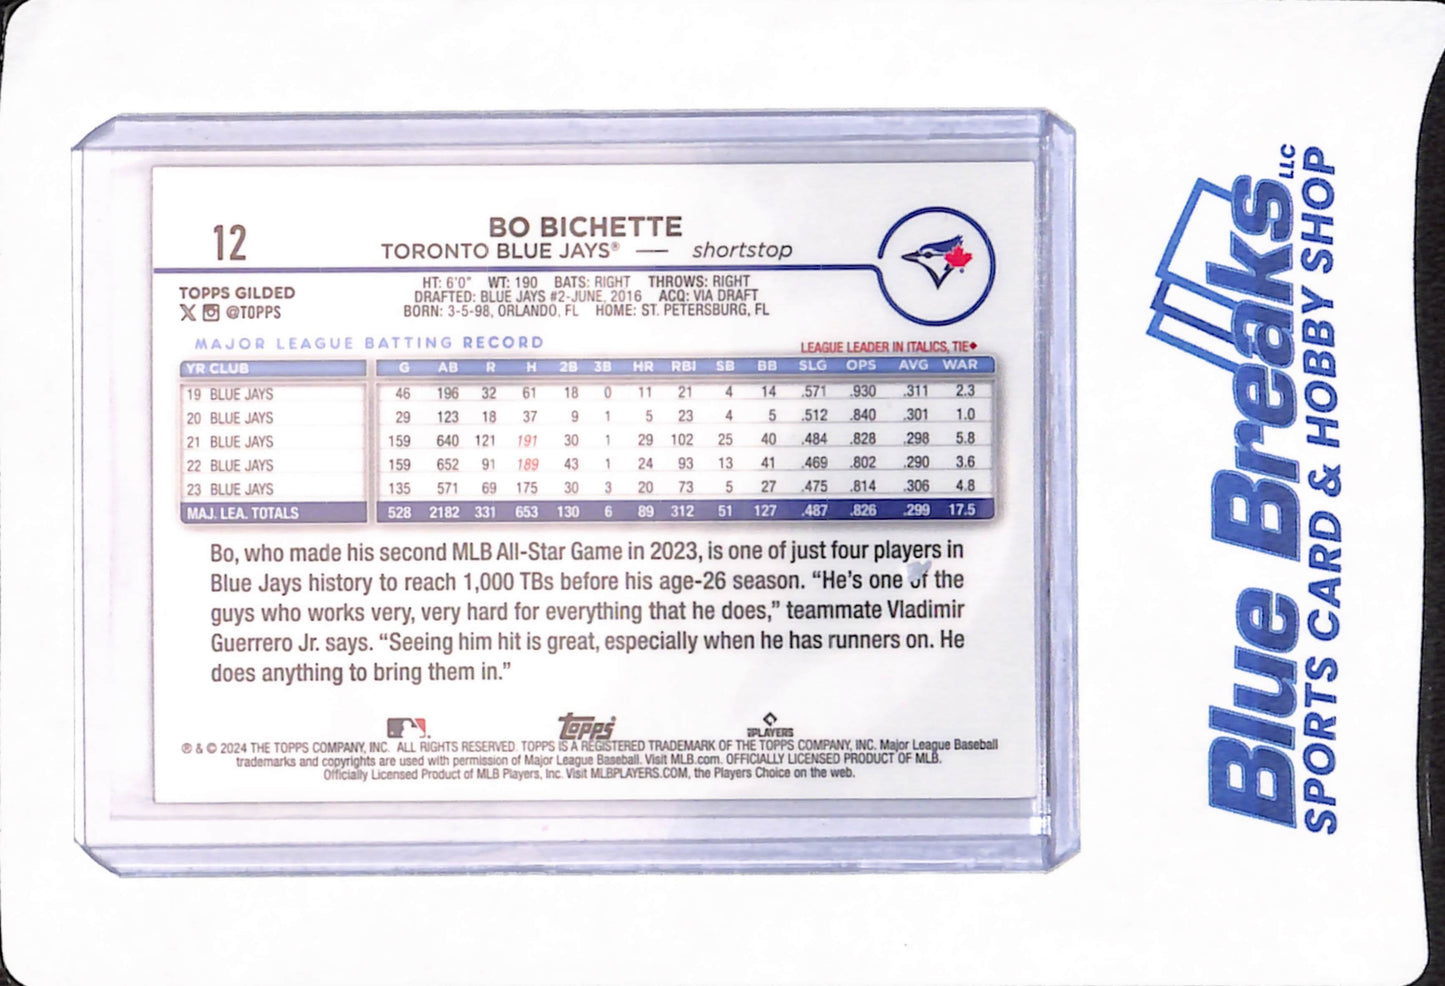 12
BO BICHETTE
TORONTO BLUE JAYS® — shortstop
TOPPS GILDED
@TOPPS
HT: 6'0" WT: 190 BATS: RIGHT THROWS: RIGHT
DRAFTED: BLUE JAYS #2-JUNE, 2016 ACQ: VIA DRAFT
BORN: 3-5-98, ORLANDO, FL HOME: ST. PETERSBURG, FL
MAJOR LEAGUE BATTING RECORD
LEAGUE LEADER IN ITALICS, TIE♦
YR CLUB G AB R H 2B 3B HR RBI SB BB SLG OPS AVG WAR
19 BLUE JAYS 46 196 32 61 18 0 11 21 4 14 .571 .930 .311 2.3
20 BLUE JAYS 29 123 18 37 9 1 5 23 4 5 .512 .840 .301 1.0
21 BLUE JAYS 159 640 121 191 30 1 29 102 25 40 .484 .828 .298 5.8
22 BLUE JAYS 159 652 91 189 43 1 24 93 13 41 .469 .802 .290 3.6
23 BLUE JAYS 135 571 69 175 30 3 20 73 5 27 .475 .814 .306 4.8
MAJ. LEA. TOTALS 528 2182 331 653 130 6 89 312 51 127 .487 .826 .299 17.5
Bo, who made his second MLB All-Star Game in 2023, is one of just four players in
Blue Jays history to reach 1,000 TBs before his age-26 season. “He’s one of the
guys who works very, very hard for everything that he does,” teammate Vladimir
Guerrero Jr. says. “Seeing him hit is great, especially when he has runners on. He
does anything to bring them in.”
topps
PLAYERS
® & © 2024 THE TOPPS COMPANY, INC. ALL RIGHTS RESERVED. TOPPS IS A REGISTERED TRADEMARK OF THE TOPPS COMPANY, INC. Major League Baseball
trademarks and copyrights are used with permission of Major League Baseball. Visit MLB.com. OFFICIALLY LICENSED PRODUCT OF MLB.
Officially Licensed Product of MLB Players, Inc. Visit MLBPLAYERS.COM, the Players Choice on the web.
Blue Breaks LLC
SPORTS CARD & HOBBY SHOP